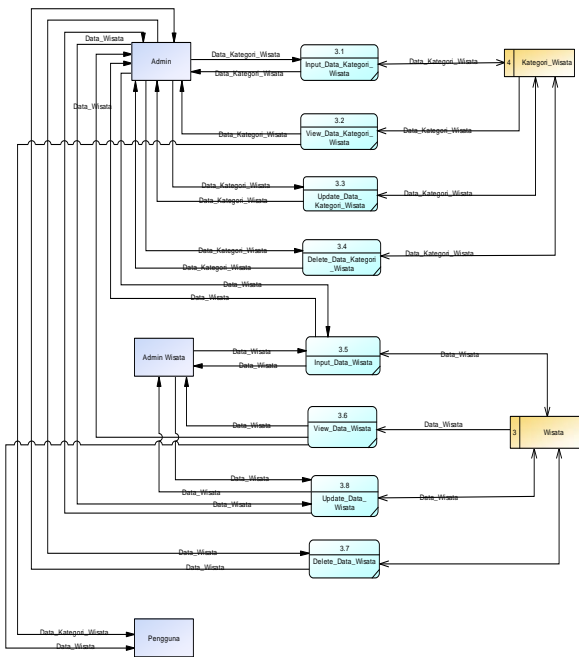 Data_Wisata
Data_Wisata
Admin
Data_Kategori_Wisata
Data_Kategori_Wisata
3.1
Input_Data_Kategori_
Wisata
Data_Kategori_Wisata
4
Kategori_Wisata
Data_Wisata
Data_Wisata
3.2
View_Data_Kategori_
Wisata
Data_Kategori_Wisata
Data_Kategori_Wisata
3.3
Update_Data_
Kategori_Wisata
Data_Kategori_Wisata
Data_Kategori_Wisata
Data_Kategori_Wisata
3.4
Delete_Data_Kategori
_Wisata
Data_Kategori_Wisata
Data_Kategori_Wisata
Data_Kategori_Wisata
Data_Wisata
Data_Wisata
Admin Wisata
Data_Wisata
Data_Wisata
3.5
Input_Data_Wisata
Data_Wisata
3.6
View_Data_Wisata
Data_Wisata
Data_Wisata
3
Wisata
3.8
Update_Data_
Wisata
Data_Wisata
Data_Wisata
Data_Wisata
Data_Wisata
Data_Wisata
3.7
Delete_Data_Wisata
Data_Wisata
Data_Wisata
Data_Wisata
Pengguna
Data_Kategori_Wisata
Data_Wisata